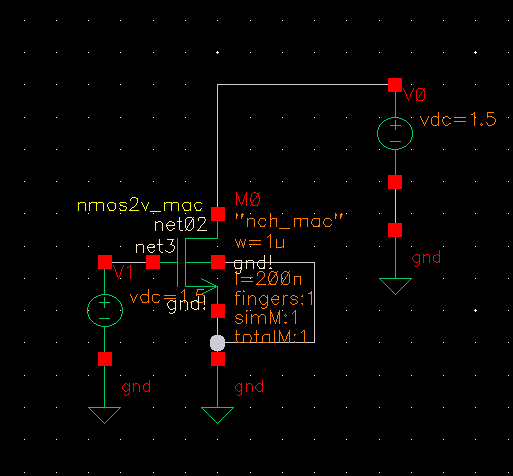 V0
vdc=1.5
nmos2v_mac
M0
net02
"nch_mac"
net3
w=1u
gnd!
gnd
V1
l=200n
vdc=1.5
gnd!
fingers:1
simM:1
totalM:1
gnd
gnd